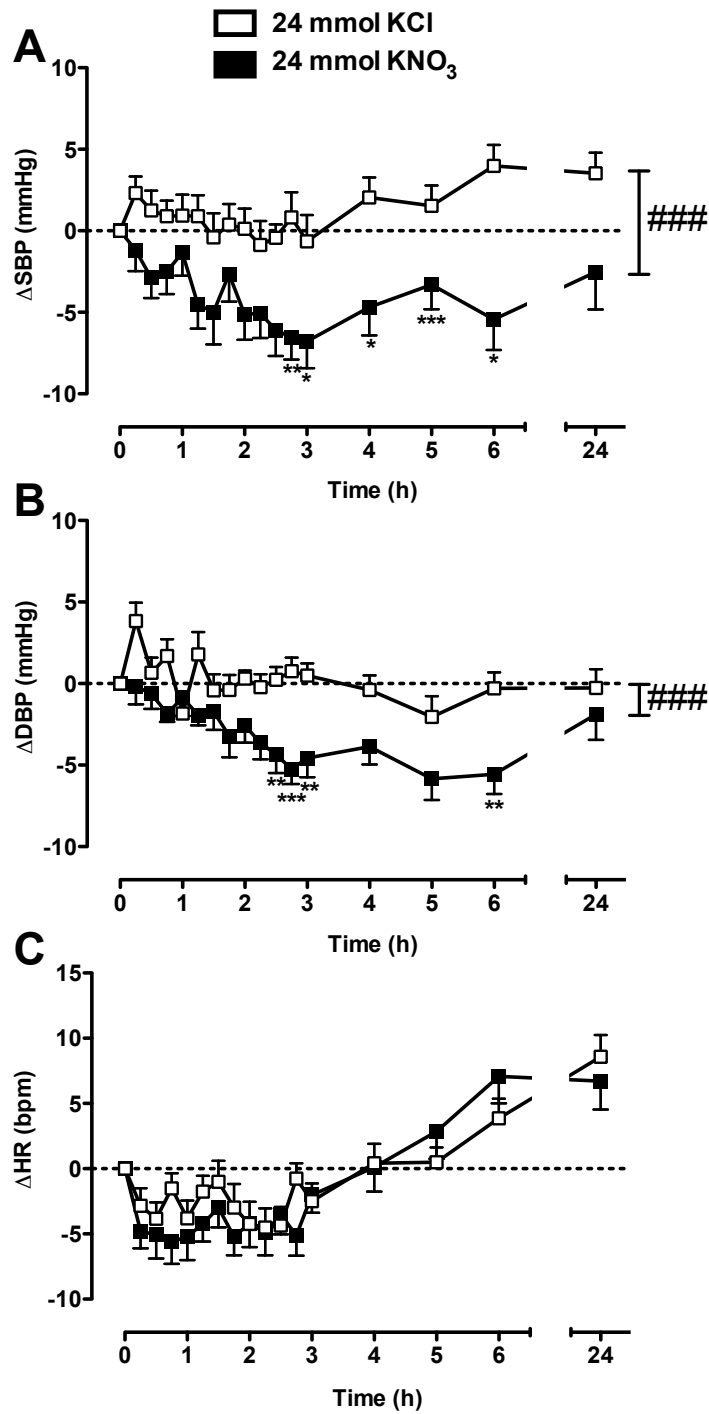 24 mmol KCl
24 mmol KNO₃
A
10
5
0
-5
-10
ΔSBP (mmHg)
###
** * * *** *
0 1 2 3 4 5 6 24
Time (h)
B
10
5
0
-5
-10
ΔDBP (mmHg)
###
** ** **
***
0 1 2 3 4 5 6 24
Time (h)
C
15
10
5
0
-5
-10
ΔHR (bpm)
0 1 2 3 4 5 6 24
Time (h)